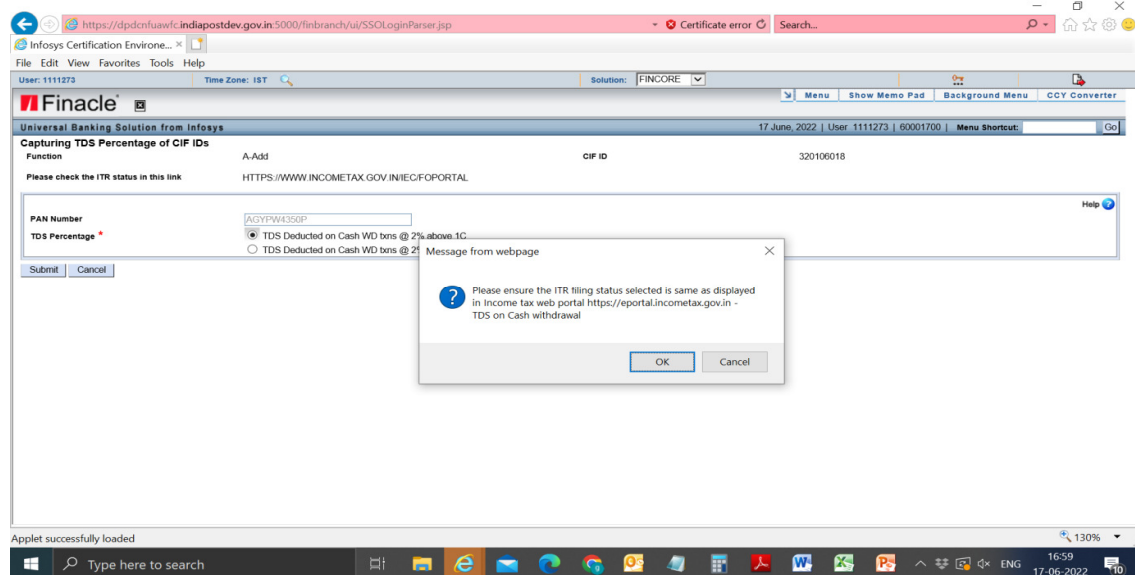 https://dpdcnfuawfc.indiapostdev.gov.in:5000/finbranch/ui/SSOLoginParser.jsp
Certificate error
Search...
Infosys Certification Environe... ×
File Edit View Favorites Tools Help
User: 1111273
Time Zone: IST
Solution: FINCORE
Finacle
Menu
Show Memo Pad
Background Menu
CCY Converter
Universal Banking Solution from Infosys
17 June, 2022 | User 1111273 | 60001700 | Menu Shortcut: Go
Capturing TDS Percentage of CIF IDs
Function A-Add CIF ID 320106018
Please check the ITR status in this link HTTPS://WWW.INCOMETAX.GOV.IN/IEC/FOPORTAL
Help
PAN Number AGYPW4350P
TDS Percentage * TDS Deducted on Cash WD txns @ 2% above 1C
TDS Deducted on Cash WD txns @ 2
Submit Cancel
Message from webpage
Please ensure the ITR filing status selected is same as displayed
in Income tax web portal https://eportal.incometax.gov.in -
TDS on Cash withdrawal
OK Cancel
Applet successfully loaded
130%
Type here to search
ENG
16:59
17-06-2022
10